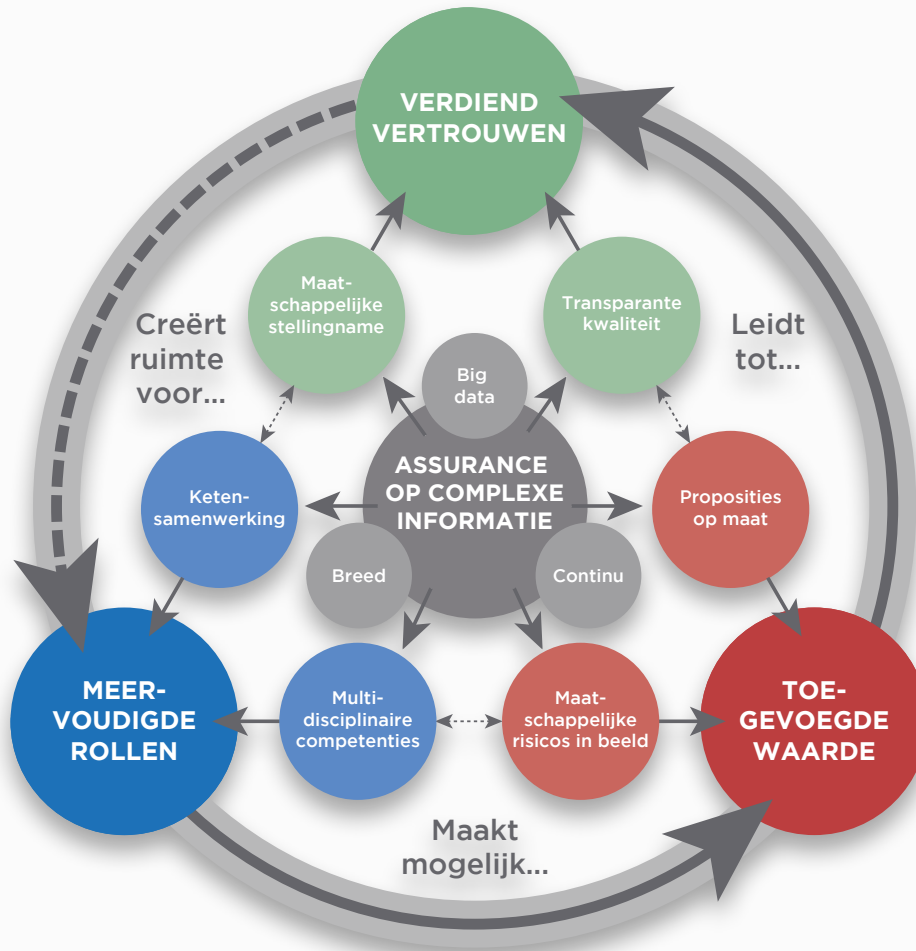 VERDIEND
VERTROUWEN
Maat-
schappelijke
stellingname
Transparante
kwaliteit
Creëert
ruimte
voor...
Leidt
tot...
Big
data
ASSURANCE
OP COMPLEXE
INFORMATIE
Keten-
samenwerking
Proposities
op maat
Breed
Continu
MEER-
VOUDIGDE
ROLLEN
Multi-
disciplinaire
competenties
Maat-
schappelijke
risicos in beeld
TOE-
GEVOEGDE
WAARDE
Maakt
mogelijk...